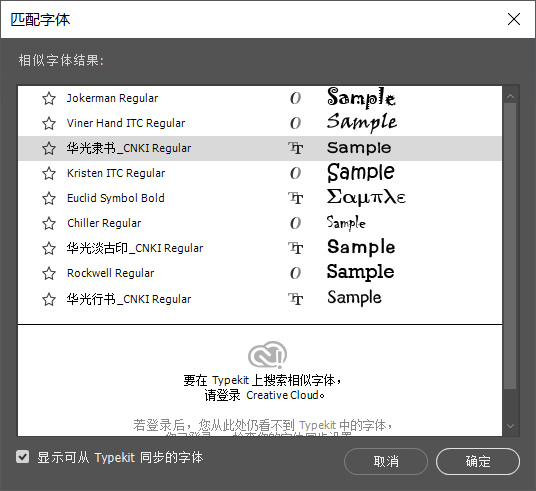 匹配字体
相似字体结果:
Jokerman Regular Sample
Viner Hand ITC Regular Sample
华光隶书_CNKI Regular Sample
Kristen ITC Regular Sample
Euclid Symbol Bold Σαμπλε
Chiller Regular Sample
华光淡古印_CNKI Regular Sample
Rockwell Regular Sample
华光行书_CNKI Regular Sample
要在 Typekit 上搜索相似字体，
请登录 Creative Cloud。
若登录后，您从此处仍看不到 Typekit 中的字体，
显示可从 Typekit 同步的字体
取消
确定